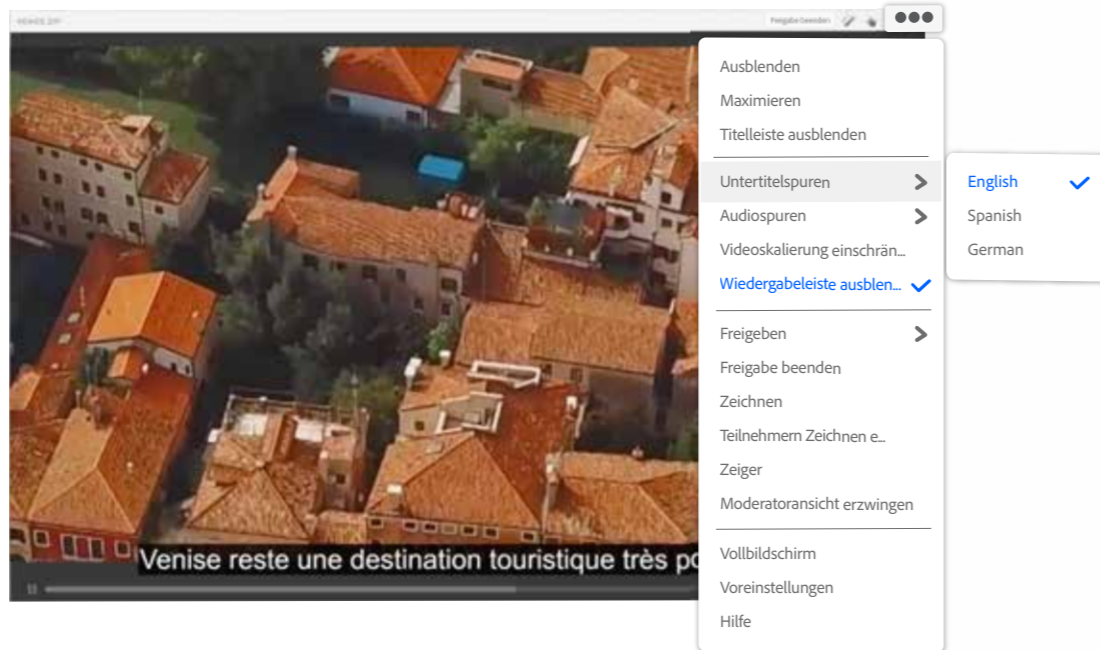 Freigabe beenden
Ausblenden
Maximieren
Titelleiste ausblenden
Untertitelspuren
Audiospuren
Videoskalierung einschrän...
Wiedergabeleiste ausblen...
Freigeben
Freigabe beenden
Zeichnen
Teilnehmern Zeichnen e...
Zeiger
Moderatoransicht erzwingen
Vollbildschirm
Voreinstellungen
Hilfe
English
Spanish
German
Venise reste une destination touristique très po